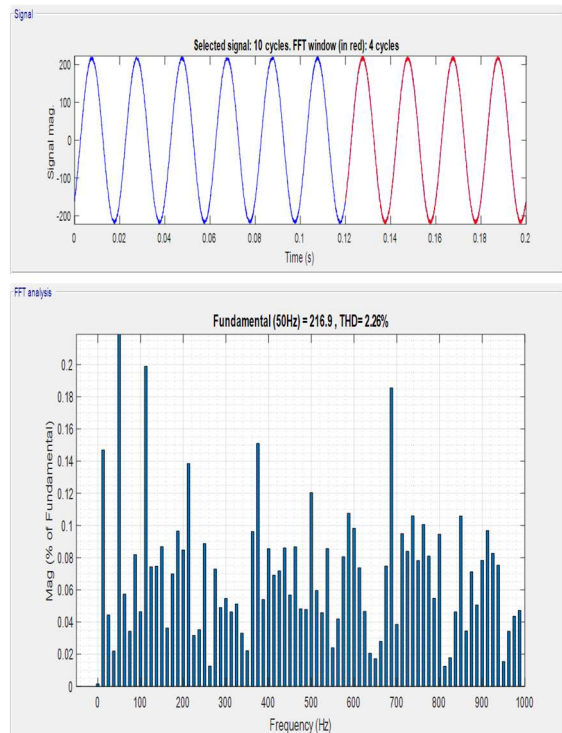 Signal
Selected signal: 10 cycles. FFT window (in red): 4 cycles
200
100
0
-100
-200
Signal mag.
0 0.02 0.04 0.06 0.08 0.1 0.12 0.14 0.16 0.18 0.2
Time (s)
FFT analysis
Fundamental (50Hz) = 216.9 , THD= 2.26%
0.2
0.18
0.16
0.14
0.12
0.1
0.08
0.06
0.04
0.02
0
Mag (% of Fundamental)
0 100 200 300 400 500 600 700 800 900 1000
Frequency (Hz)